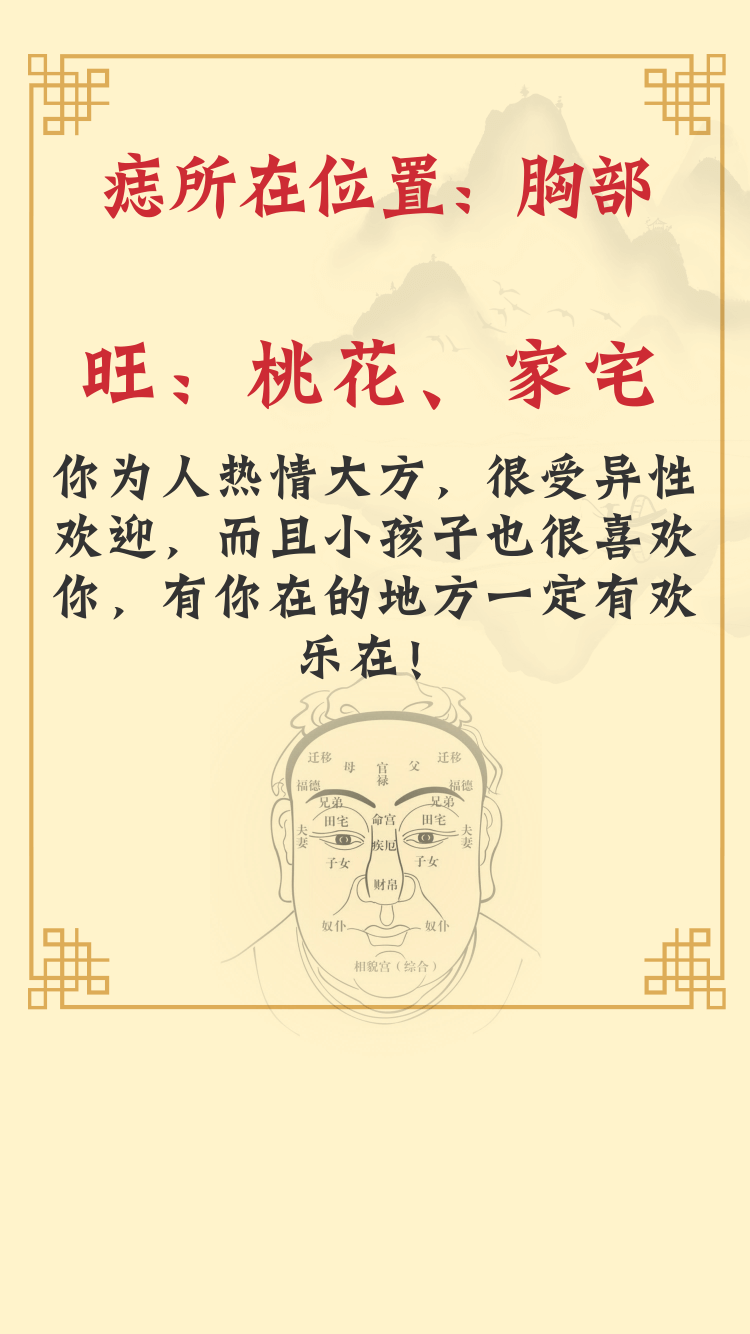 痣所在位置：胸部
旺：桃花、家宅
你为人热情大方，很受异性
欢迎，而且小孩子也很喜欢
你，有你在的地方一定有欢
乐在！
迁移 母 官禄 父 迁移
福德 福德
兄弟 兄弟
田宅 命宫 田宅
夫妻 疾厄 夫妻
子女 子女
财帛
奴仆 奴仆
相貌宫（综合）